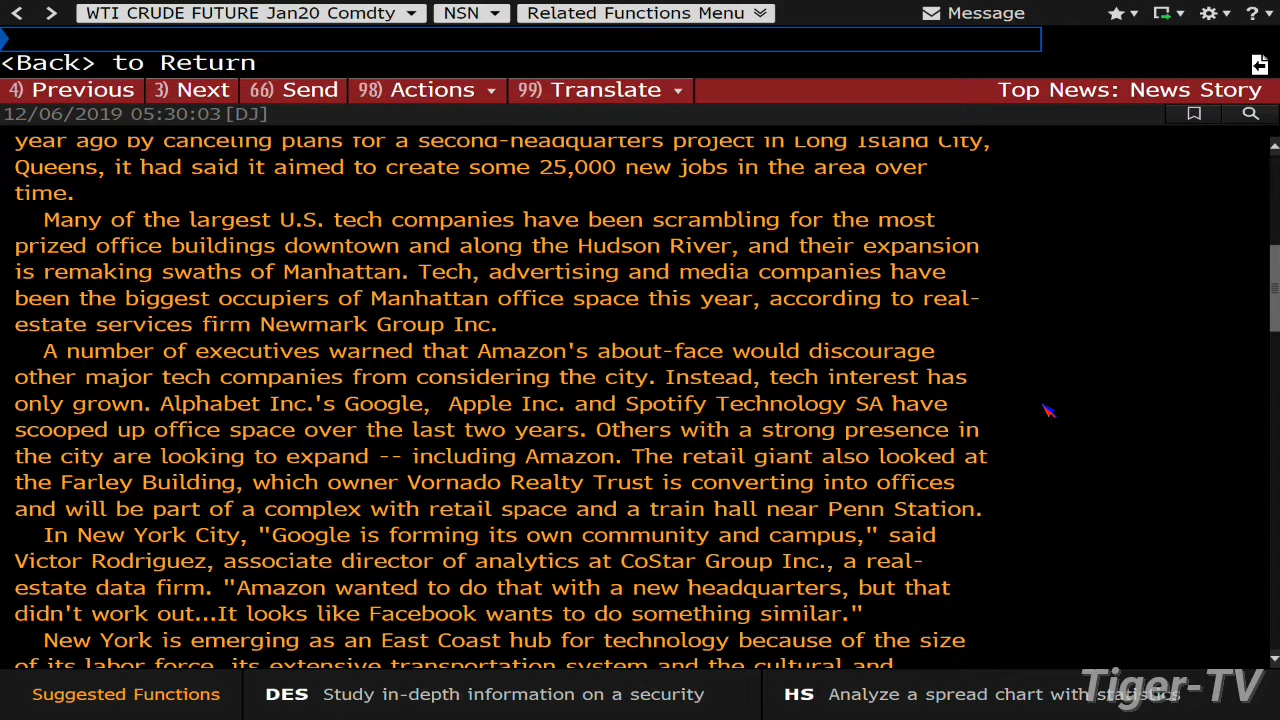 WTI CRUDE FUTURE Jan20 Comdty NSN Related Functions Menu Message ?
<Back> to Return
4) Previous 3) Next 66) Send 98) Actions 99) Translate Top News: News Story
12/06/2019 05:30:03 [DJ]
year ago by canceling plans for a second-headquarters project in Long Island City,
Queens, it had said it aimed to create some 25,000 new jobs in the area over
time.
Many of the largest U.S. tech companies have been scrambling for the most
prized office buildings downtown and along the Hudson River, and their expansion
is remaking swaths of Manhattan. Tech, advertising and media companies have
been the biggest occupiers of Manhattan office space this year, according to real-
estate services firm Newmark Group Inc.
A number of executives warned that Amazon's about-face would discourage
other major tech companies from considering the city. Instead, tech interest has
only grown. Alphabet Inc.'s Google, Apple Inc. and Spotify Technology SA have
scooped up office space over the last two years. Others with a strong presence in
the city are looking to expand -- including Amazon. The retail giant also looked at
the Farley Building, which owner Vornado Realty Trust is converting into offices
and will be part of a complex with retail space and a train hall near Penn Station.
In New York City, "Google is forming its own community and campus," said
Victor Rodriguez, associate director of analytics at CoStar Group Inc., a real-
estate data firm. "Amazon wanted to do that with a new headquarters, but that
didn't work out...It looks like Facebook wants to do something similar."
New York is emerging as an East Coast hub for technology because of the size
of its labor force, its extensive transportation system and the cultural and
Suggested Functions DES Study in-depth information on a security HS Analyze a spread chart with statistics
Tiger-TV